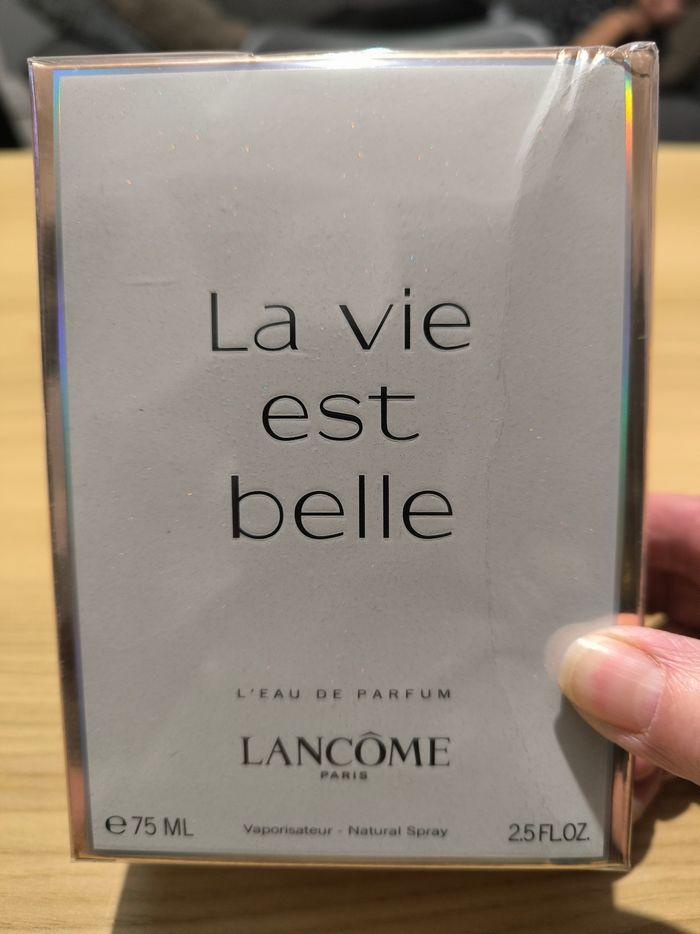 La vie
est
belle
L'EAU DE PARFUM
LANCÔME
PARIS
℮ 75 ML Vaporisateur - Natural Spray 2.5 FL.OZ.